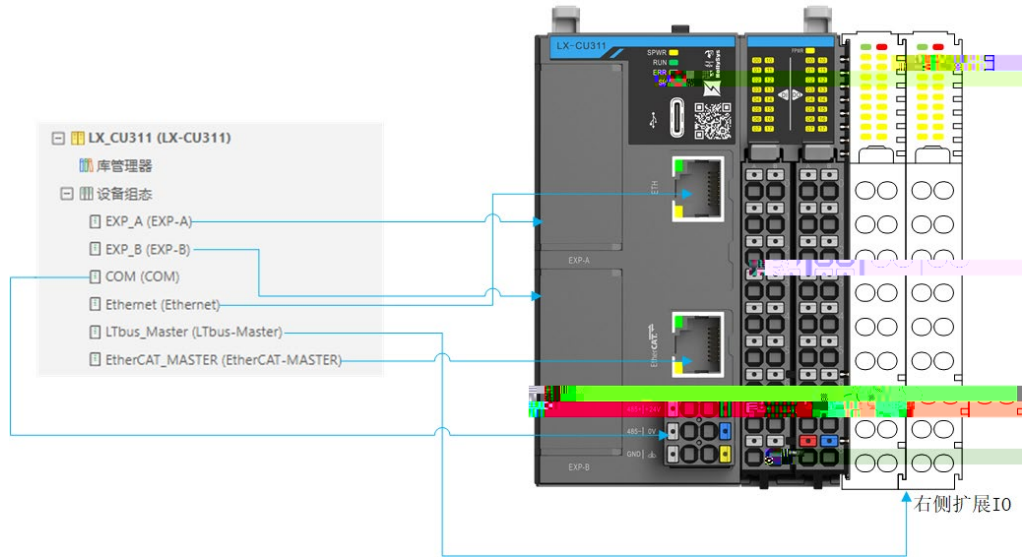 LX_CU311 (LX-CU311)
库管理器
设备组态
EXP_A (EXP-A)
EXP_B (EXP-B)
COM (COM)
Ethernet (Ethernet)
LTbus_Master (LTbus-Master)
EtherCAT_MASTER (EtherCAT-MASTER)
LX-CU311
SPWR
RUN
ERR
ETH
EXP-A
EtherCAT
485-| 0V
GND|
EXP-B
右侧扩展IO